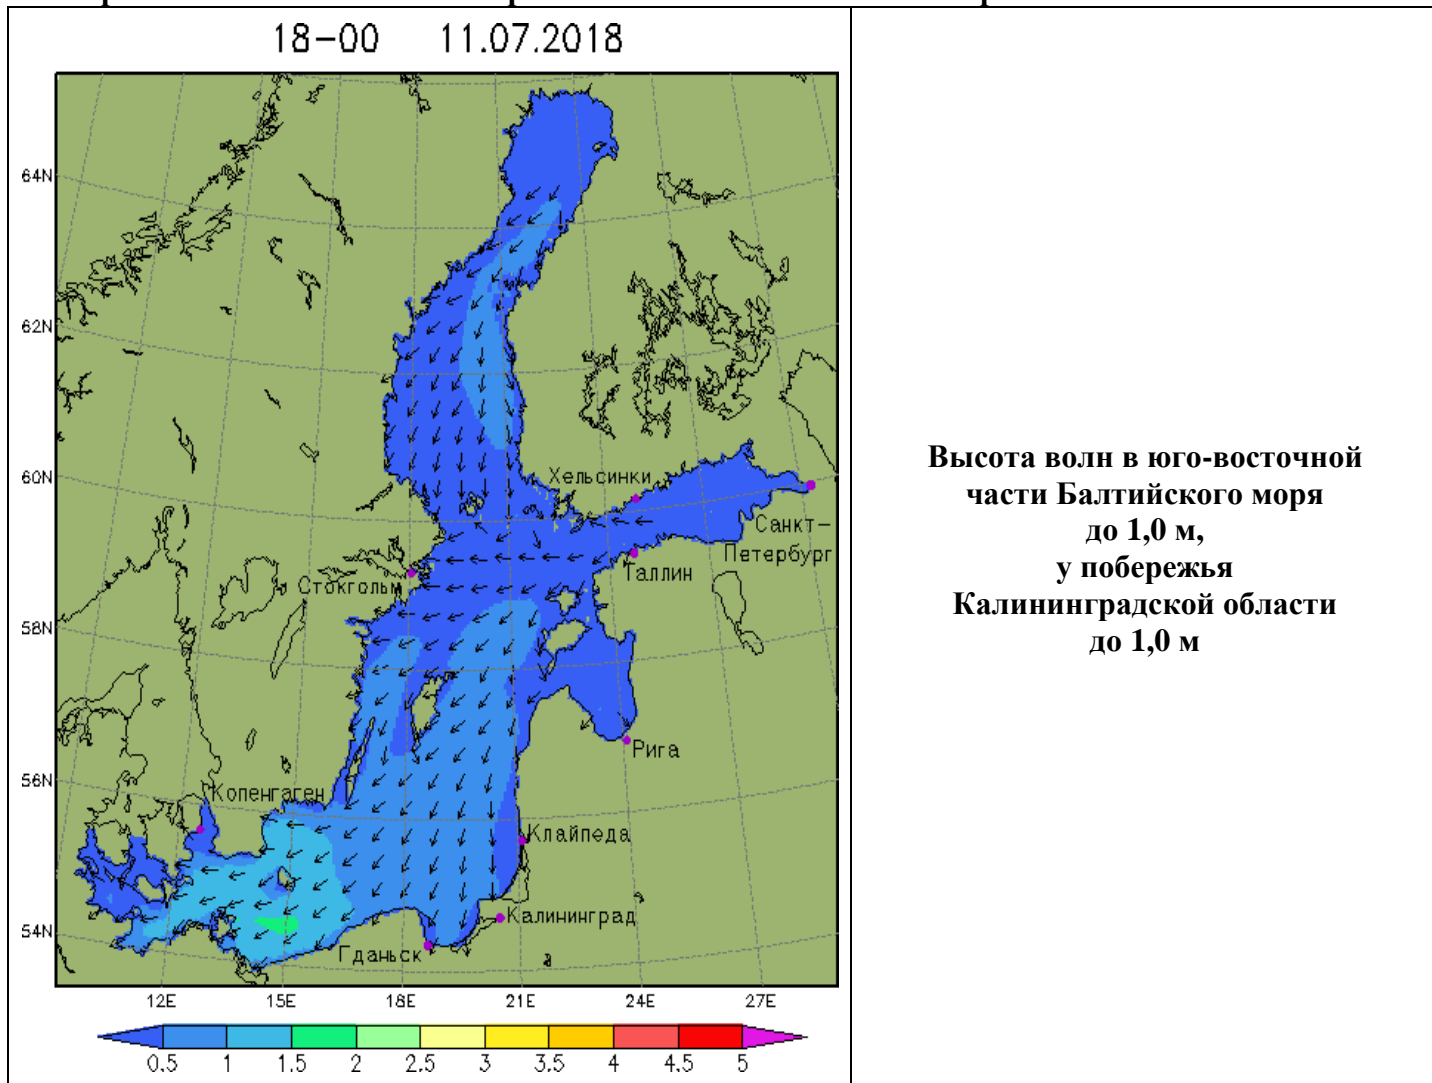 18-00 11.07.2018
64N
62N
60N
58N
56N
54N
Хельсинки
Санкт-
Петербург
Таллин
Стокгольм
Рига
Копенгаген
Клайпеда
Калининград
Гданьск
12E 15E 18E 21E 24E 27E
0,5 1 1,5 2 2,5 3 3,5 4 4,5 5
Высота волн в юго-восточной
части Балтийского моря
до 1,0 м,
у побережья
Калининградской области
до 1,0 м